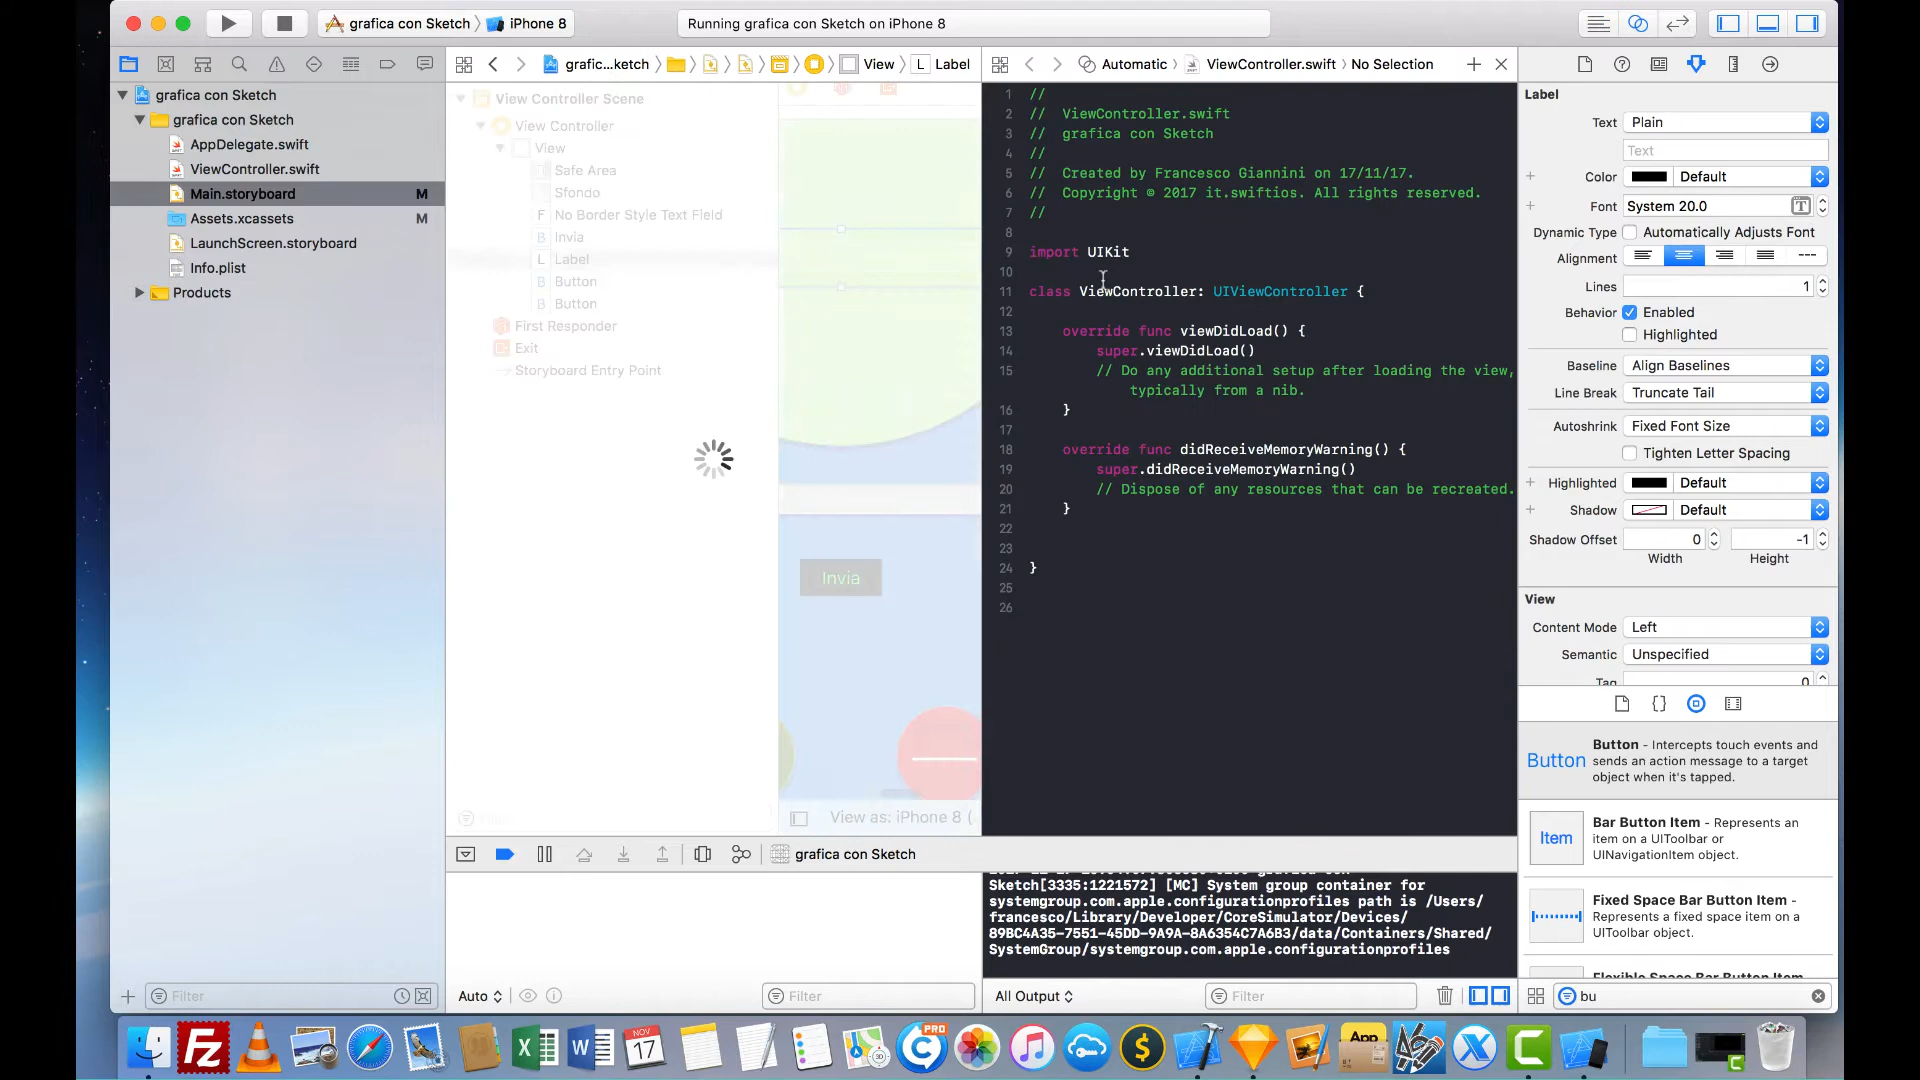 grafica con Sketch
iPhone 8
Running grafica con Sketch on iPhone 8
grafic...ketch
View
L Label
Automatic
ViewController.swift
No Selection
grafica con Sketch
grafica con Sketch
AppDelegate.swift
ViewController.swift
Main.storyboard M
Assets.xcassets M
LaunchScreen.storyboard
Info.plist
Products
Filter
View Controller Scene
View Controller
View
Safe Area
Sfondo
F No Border Style Text Field
B Invia
L Label
B Button
B Button
First Responder
Exit
Storyboard Entry Point
Filter
Invia
View as: iPhone 8 (
1 //
2 // ViewController.swift
3 // grafica con Sketch
4 //
5 // Created by Francesco Giannini on 17/11/17.
6 // Copyright © 2017 it.swiftios. All rights reserved.
7 //
8
9 import UIKit
10
11 class ViewController: UIViewController {
12
13 override func viewDidLoad() {
14 super.viewDidLoad()
15 // Do any additional setup after loading the view,
typically from a nib.
16 }
17
18 override func didReceiveMemoryWarning() {
19 super.didReceiveMemoryWarning()
20 // Dispose of any resources that can be recreated.
21 }
22
23
24 }
25
26
grafica con Sketch
Sketch[3335:1221572] [MC] System group container for
systemgroup.com.apple.configurationprofiles path is /Users/
francesco/Library/Developer/CoreSimulator/Devices/
89BC4A35-7551-45DD-9A9A-8A6354C7A6B3/data/Containers/Shared/
SystemGroup/systemgroup.com.apple.configurationprofiles
Auto
Filter
All Output
Filter
Label
Text Plain
Text
Color Default
Font System 20.0
Dynamic Type Automatically Adjusts Font
Alignment
Lines 1
Behavior Enabled
Highlighted
Baseline Align Baselines
Line Break Truncate Tail
Autoshrink Fixed Font Size
Tighten Letter Spacing
Highlighted Default
Shadow Default
Shadow Offset 0 -1
Width Height
View
Content Mode Left
Semantic Unspecified
Tag 0
Button
Button - Intercepts touch events and
sends an action message to a target
object when it's tapped.
Item
Bar Button Item - Represents an
item on a UIToolbar or
UINavigationItem object.
Fixed Space Bar Button Item -
Represents a fixed space item on a
UIToolbar object.
Flexible Space Bar Button Item
bu
PRO
NOV
17
App